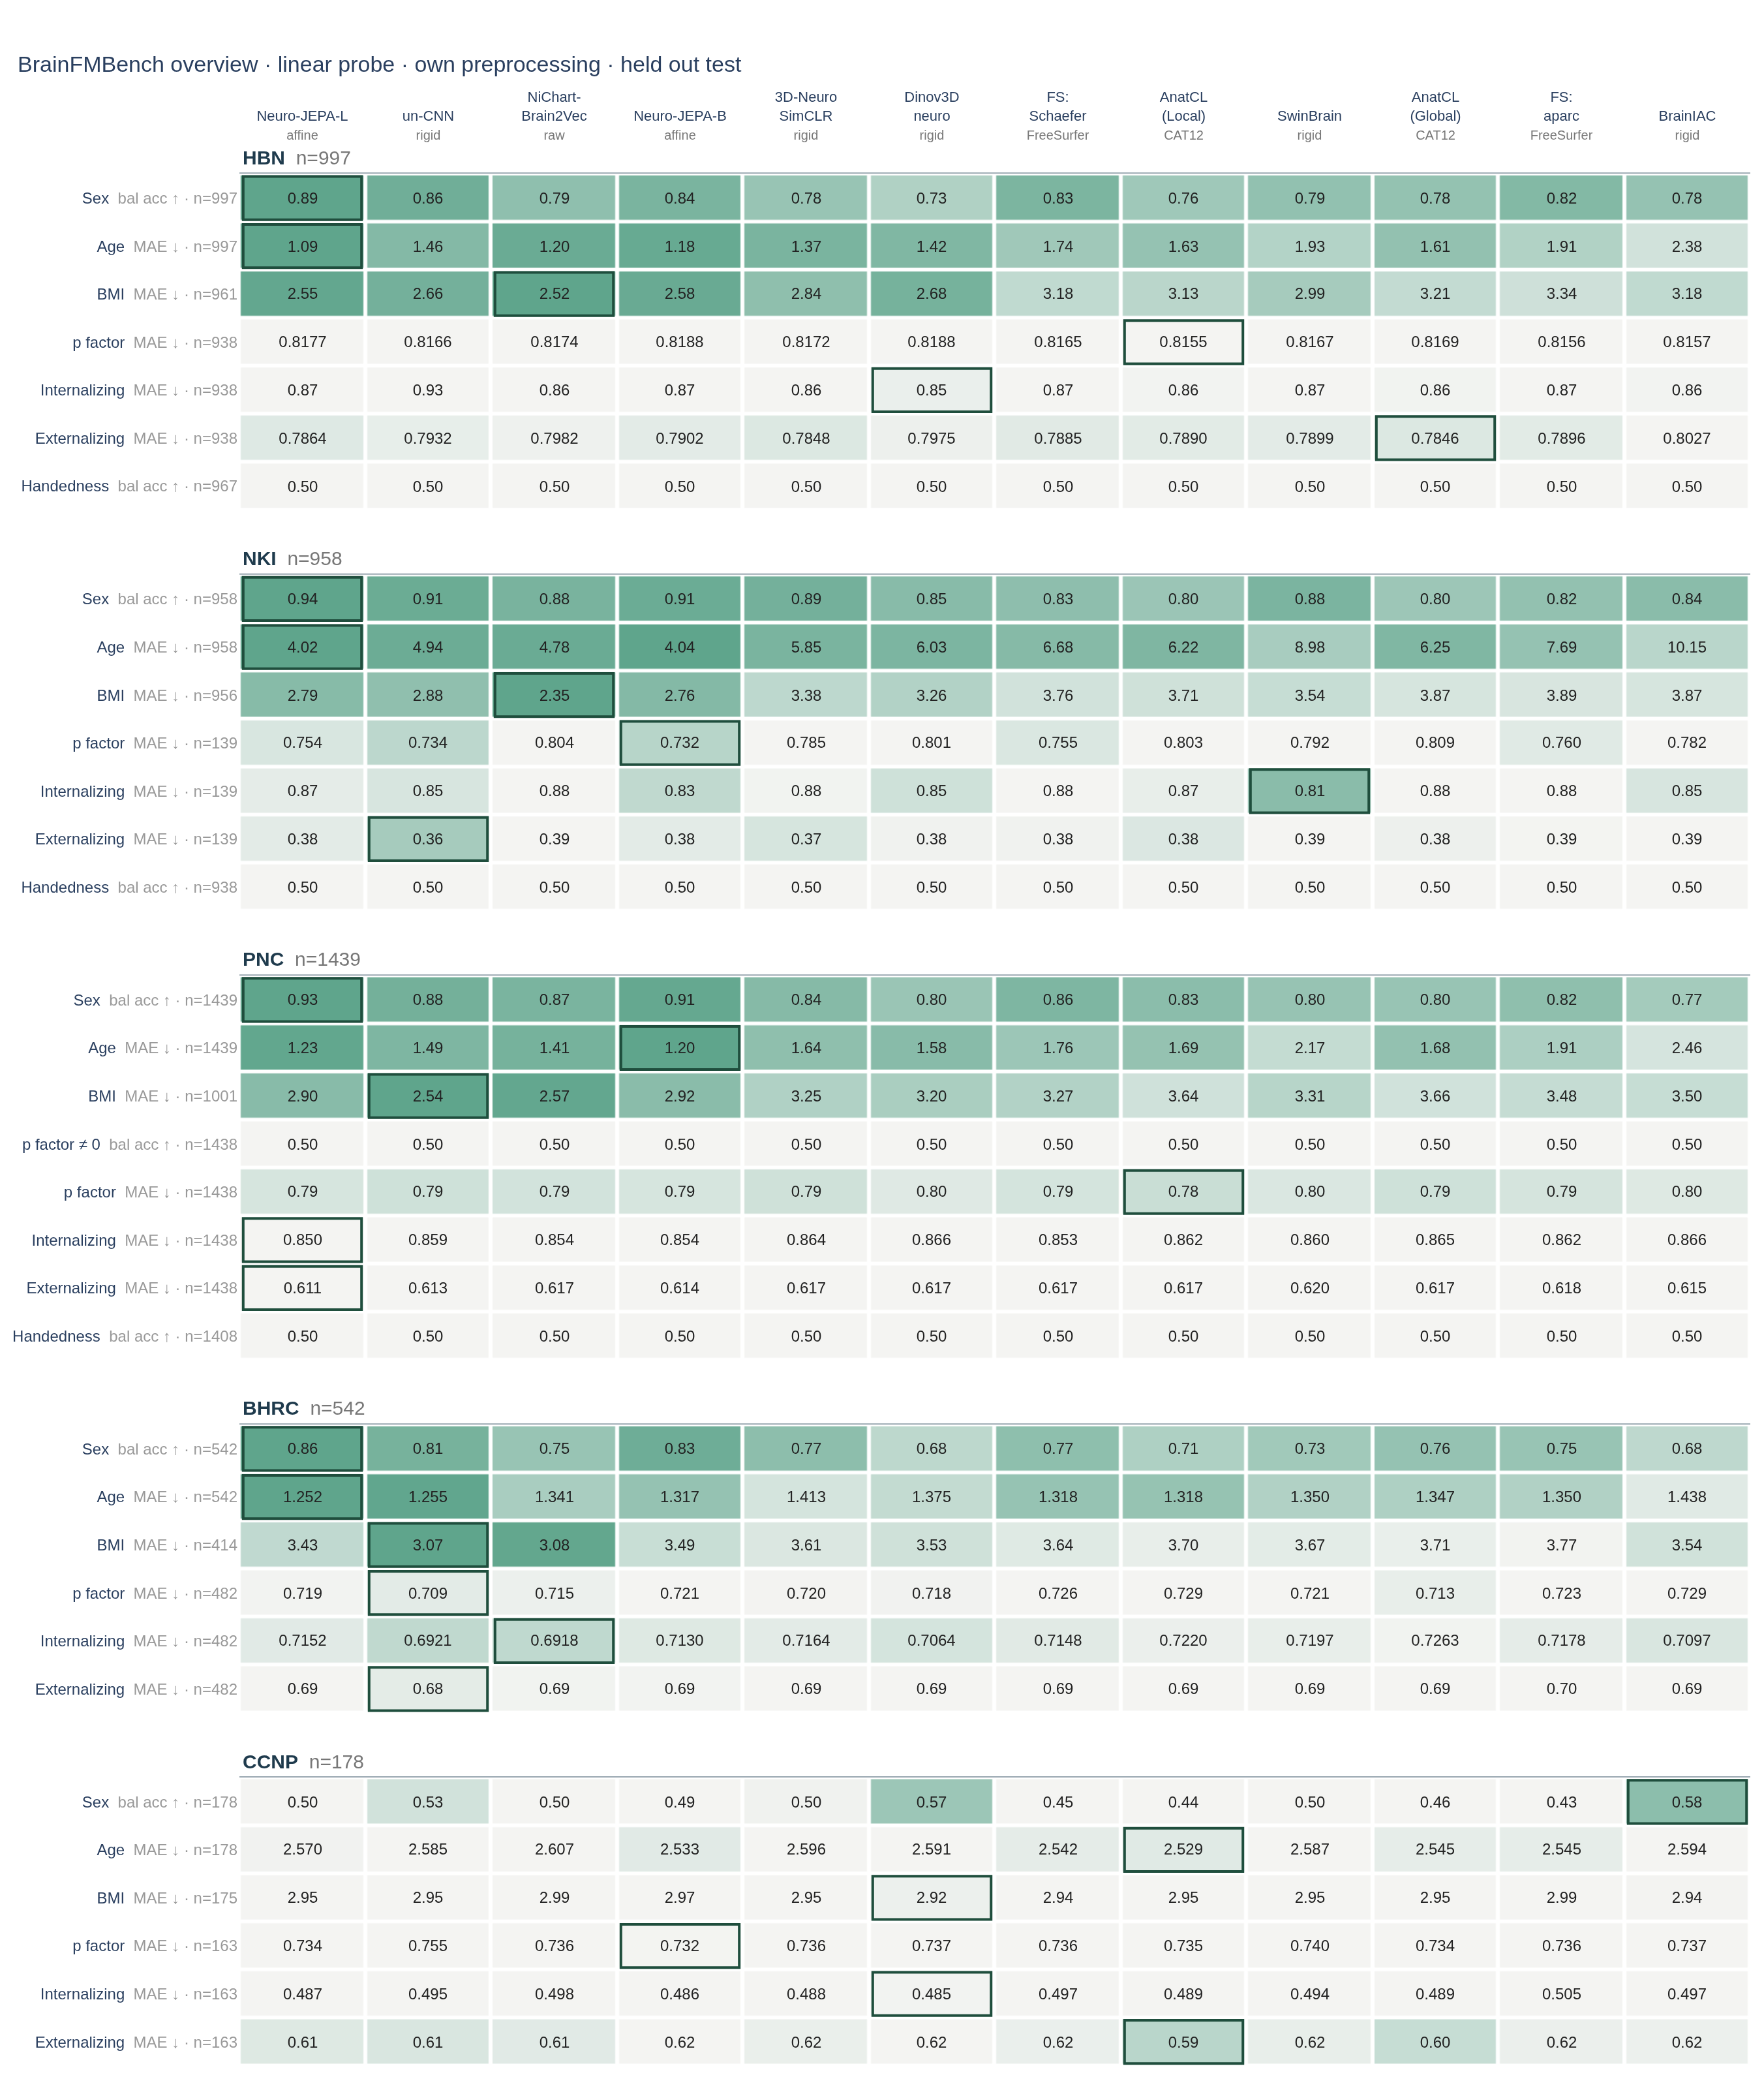 BrainFMBench overview · linear probe · own preprocessing · held out test
Neuro-JEPA-L affine
un-CNN rigid
NiChart-Brain2Vec raw
Neuro-JEPA-B affine
3D-Neuro SimCLR rigid
Dinov3D neuro rigid
FS: Schaefer FreeSurfer
AnatCL (Local) CAT12
SwinBrain rigid
AnatCL (Global) CAT12
FS: aparc FreeSurfer
BrainIAC rigid
HBN n=997
Sex bal acc ↑ · n=997 0.89 0.86 0.79 0.84 0.78 0.73 0.83 0.76 0.79 0.78 0.82 0.78
Age MAE ↓ · n=997 1.09 1.46 1.20 1.18 1.37 1.42 1.74 1.63 1.93 1.61 1.91 2.38
BMI MAE ↓ · n=961 2.55 2.66 2.52 2.58 2.84 2.68 3.18 3.13 2.99 3.21 3.34 3.18
p factor MAE ↓ · n=938 0.8177 0.8166 0.8174 0.8188 0.8172 0.8188 0.8165 0.8155 0.8167 0.8169 0.8156 0.8157
Internalizing MAE ↓ · n=938 0.87 0.93 0.86 0.87 0.86 0.85 0.87 0.86 0.87 0.86 0.87 0.86
Externalizing MAE ↓ · n=938 0.7864 0.7932 0.7982 0.7902 0.7848 0.7975 0.7885 0.7890 0.7899 0.7846 0.7896 0.8027
Handedness bal acc ↑ · n=967 0.50 0.50 0.50 0.50 0.50 0.50 0.50 0.50 0.50 0.50 0.50 0.50
NKI n=958
Sex bal acc ↑ · n=958 0.94 0.91 0.88 0.91 0.89 0.85 0.83 0.80 0.88 0.80 0.82 0.84
Age MAE ↓ · n=958 4.02 4.94 4.78 4.04 5.85 6.03 6.68 6.22 8.98 6.25 7.69 10.15
BMI MAE ↓ · n=956 2.79 2.88 2.35 2.76 3.38 3.26 3.76 3.71 3.54 3.87 3.89 3.87
p factor MAE ↓ · n=139 0.754 0.734 0.804 0.732 0.785 0.801 0.755 0.803 0.792 0.809 0.760 0.782
Internalizing MAE ↓ · n=139 0.87 0.85 0.88 0.83 0.88 0.85 0.88 0.87 0.81 0.88 0.88 0.85
Externalizing MAE ↓ · n=139 0.38 0.36 0.39 0.38 0.37 0.38 0.38 0.38 0.39 0.38 0.39 0.39
Handedness bal acc ↑ · n=938 0.50 0.50 0.50 0.50 0.50 0.50 0.50 0.50 0.50 0.50 0.50 0.50
PNC n=1439
Sex bal acc ↑ · n=1439 0.93 0.88 0.87 0.91 0.84 0.80 0.86 0.83 0.80 0.80 0.82 0.77
Age MAE ↓ · n=1439 1.23 1.49 1.41 1.20 1.64 1.58 1.76 1.69 2.17 1.68 1.91 2.46
BMI MAE ↓ · n=1001 2.90 2.54 2.57 2.92 3.25 3.20 3.27 3.64 3.31 3.66 3.48 3.50
p factor ≠ 0 bal acc ↑ · n=1438 0.50 0.50 0.50 0.50 0.50 0.50 0.50 0.50 0.50 0.50 0.50 0.50
p factor MAE ↓ · n=1438 0.79 0.79 0.79 0.79 0.79 0.80 0.79 0.78 0.80 0.79 0.79 0.80
Internalizing MAE ↓ · n=1438 0.850 0.859 0.854 0.854 0.864 0.866 0.853 0.862 0.860 0.865 0.862 0.866
Externalizing MAE ↓ · n=1438 0.611 0.613 0.617 0.614 0.617 0.617 0.617 0.617 0.620 0.617 0.618 0.615
Handedness bal acc ↑ · n=1408 0.50 0.50 0.50 0.50 0.50 0.50 0.50 0.50 0.50 0.50 0.50 0.50
BHRC n=542
Sex bal acc ↑ · n=542 0.86 0.81 0.75 0.83 0.77 0.68 0.77 0.71 0.73 0.76 0.75 0.68
Age MAE ↓ · n=542 1.252 1.255 1.341 1.317 1.413 1.375 1.318 1.318 1.350 1.347 1.350 1.438
BMI MAE ↓ · n=414 3.43 3.07 3.08 3.49 3.61 3.53 3.64 3.70 3.67 3.71 3.77 3.54
p factor MAE ↓ · n=482 0.719 0.709 0.715 0.721 0.720 0.718 0.726 0.729 0.721 0.713 0.723 0.729
Internalizing MAE ↓ · n=482 0.7152 0.6921 0.6918 0.7130 0.7164 0.7064 0.7148 0.7220 0.7197 0.7263 0.7178 0.7097
Externalizing MAE ↓ · n=482 0.69 0.68 0.69 0.69 0.69 0.69 0.69 0.69 0.69 0.69 0.70 0.69
CCNP n=178
Sex bal acc ↑ · n=178 0.50 0.53 0.50 0.49 0.50 0.57 0.45 0.44 0.50 0.46 0.43 0.58
Age MAE ↓ · n=178 2.570 2.585 2.607 2.533 2.596 2.591 2.542 2.529 2.587 2.545 2.545 2.594
BMI MAE ↓ · n=175 2.95 2.95 2.99 2.97 2.95 2.92 2.94 2.95 2.95 2.95 2.99 2.94
p factor MAE ↓ · n=163 0.734 0.755 0.736 0.732 0.736 0.737 0.736 0.735 0.740 0.734 0.736 0.737
Internalizing MAE ↓ · n=163 0.487 0.495 0.498 0.486 0.488 0.485 0.497 0.489 0.494 0.489 0.505 0.497
Externalizing MAE ↓ · n=163 0.61 0.61 0.61 0.62 0.62 0.62 0.62 0.59 0.62 0.60 0.62 0.62